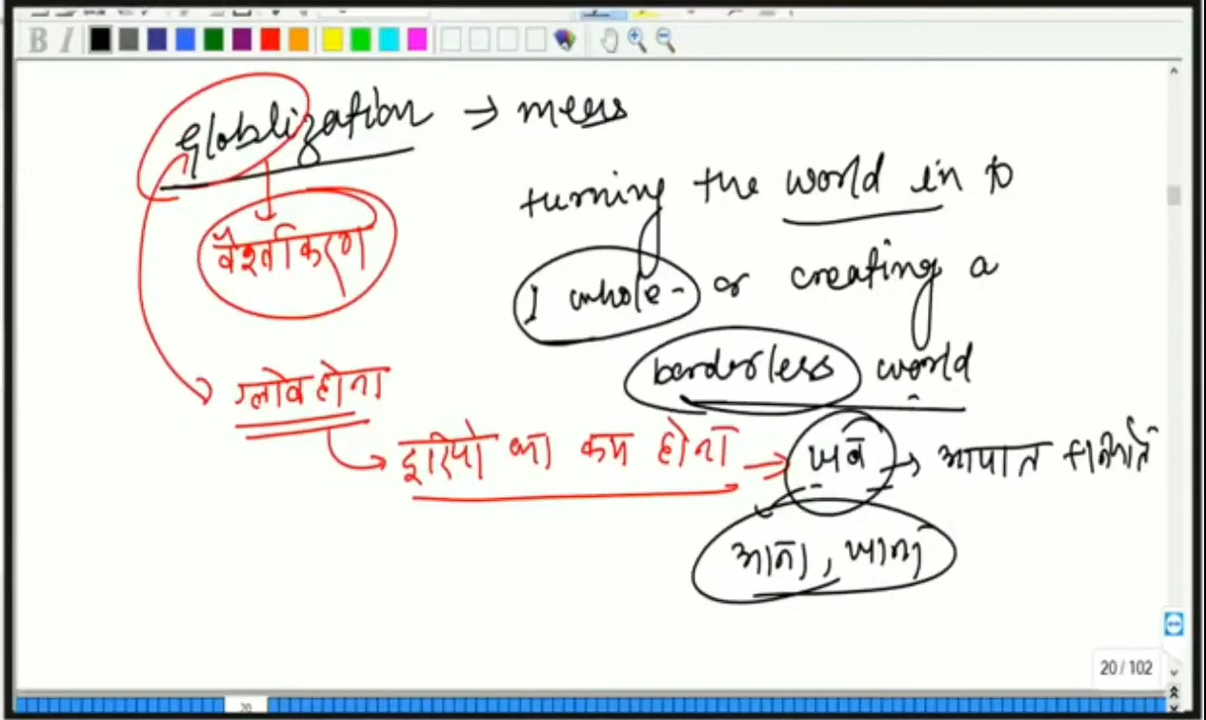 B I
globlization → means
turning the world in to
वैश्वीकरण
1 whole or creating a
borderless world
ग्लोब होना
दूरियो का कम होना → → आयात निर्यात
आना, जाना
20 / 102
20